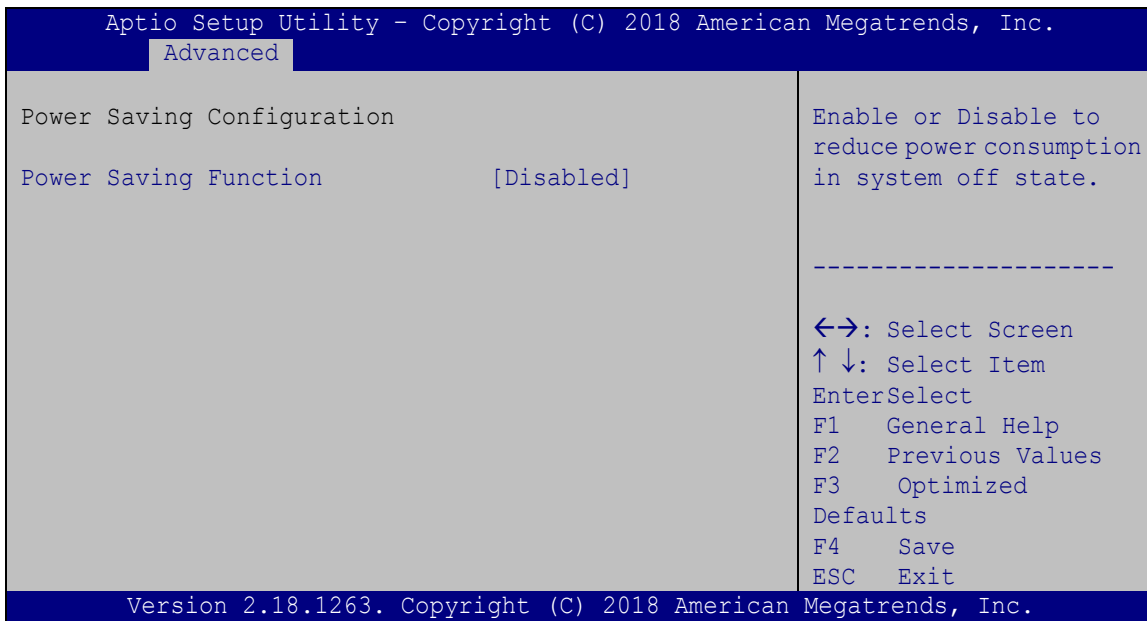 Aptio Setup Utility – Copyright (C) 2018 American Megatrends, Inc.
Advanced
Power Saving Configuration
Power Saving Function [Disabled]
Enable or Disable to
reduce power consumption
in system off state.
----------------------
←→: Select Screen
↑ ↓: Select Item
EnterSelect
F1 General Help
F2 Previous Values
F3 Optimized
Defaults
F4 Save
ESC Exit
Version 2.18.1263. Copyright (C) 2018 American Megatrends, Inc.